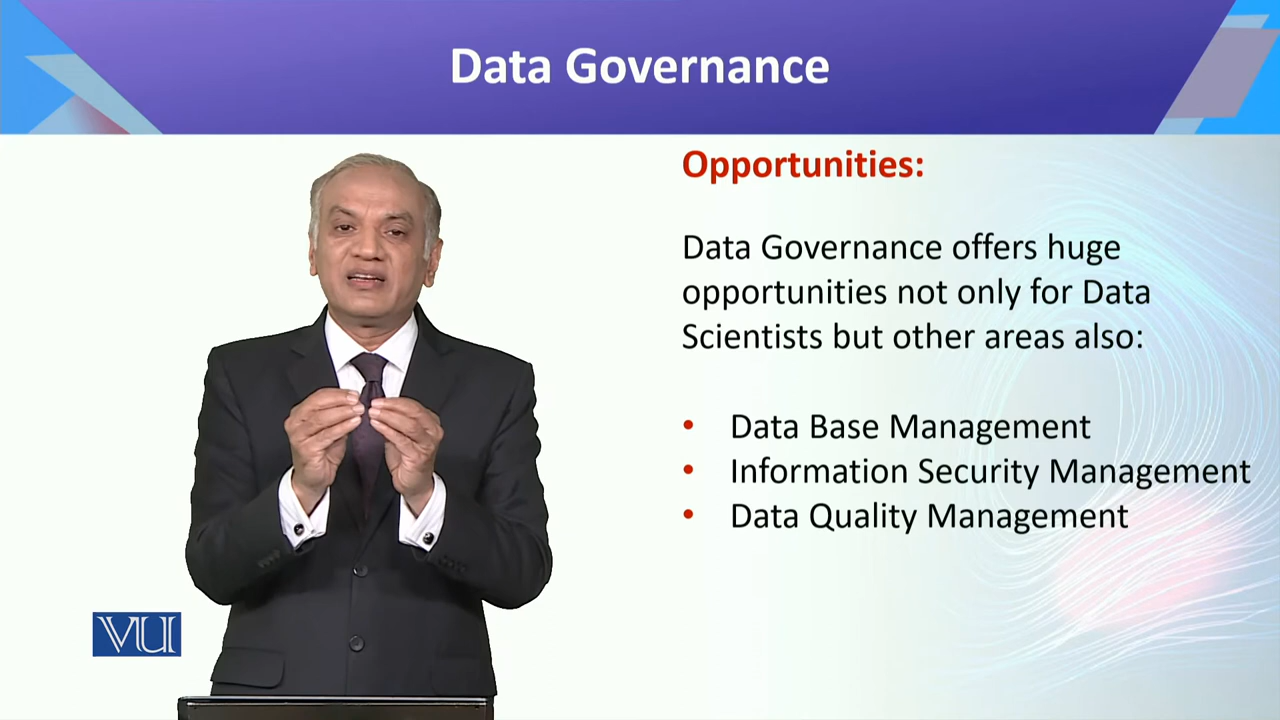 Data Governance
Opportunities:
Data Governance offers huge
opportunities not only for Data
Scientists but other areas also:
• Data Base Management
• Information Security Management
• Data Quality Management
VU